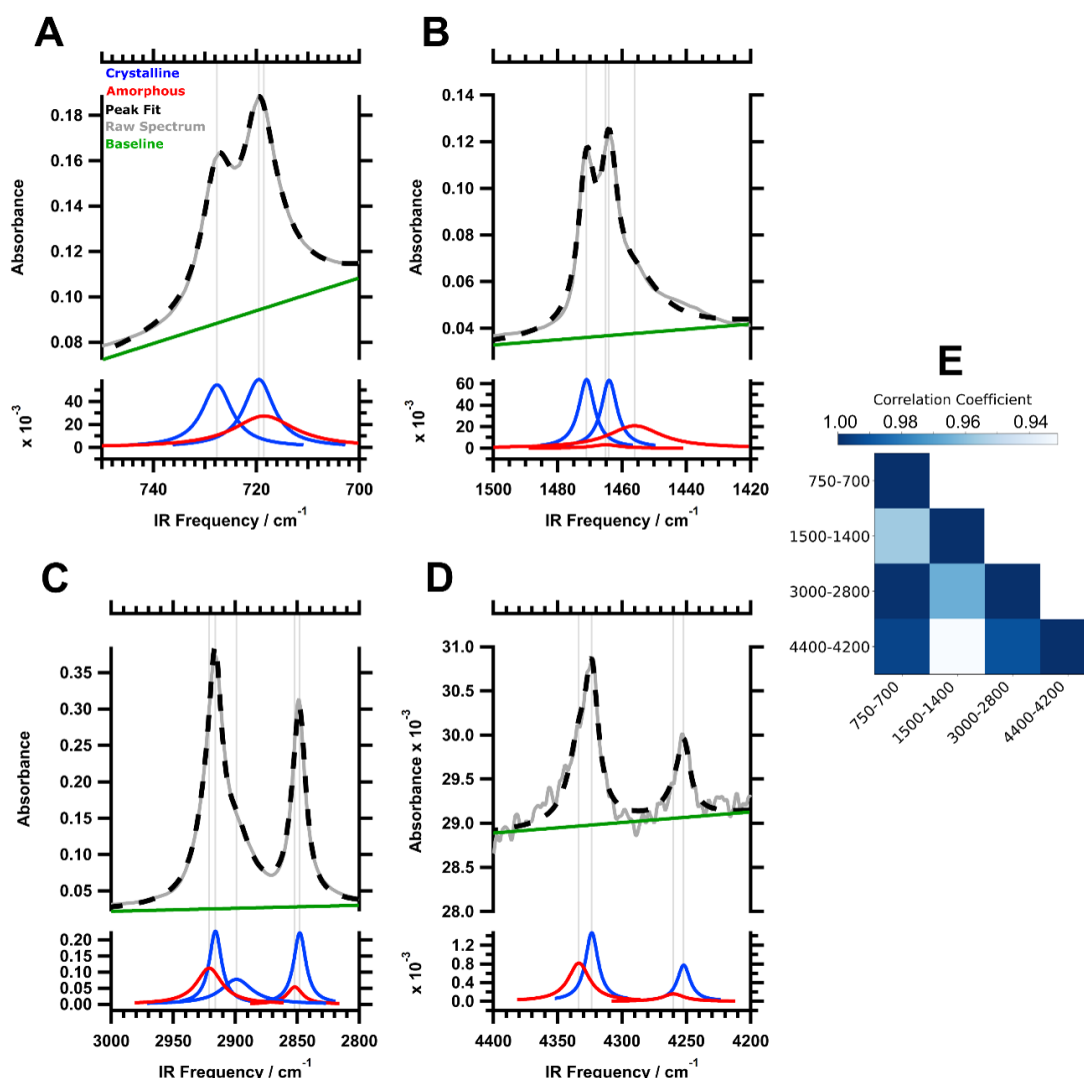 A
Crystalline
Amorphous
Peak Fit
Raw Spectrum
Baseline
Absorbance
0.18
0.16
0.14
0.12
0.10
0.08
x 10-3
40
20
0
740
720
700
IR Frequency / cm-1
B
Absorbance
0.14
0.12
0.10
0.08
0.06
0.04
x 10-3
60
40
20
0
1500
1480
1460
1440
1420
IR Frequency / cm-1
C
Absorbance
0.35
0.30
0.25
0.20
0.15
0.10
0.05
0.20
0.15
0.10
0.05
0.00
3000
2950
2900
2850
2800
IR Frequency / cm-1
D
Absorbance x 10-3
31.0
30.5
30.0
29.5
29.0
28.5
28.0
x 10-3
1.2
0.8
0.4
0.0
4400
4350
4300
4250
4200
IR Frequency / cm-1
E
Correlation Coefficient
1.00 0.98 0.96 0.94
750-700
1500-1400
3000-2800
4400-4200
750-700
1500-1400
3000-2800
4400-4200